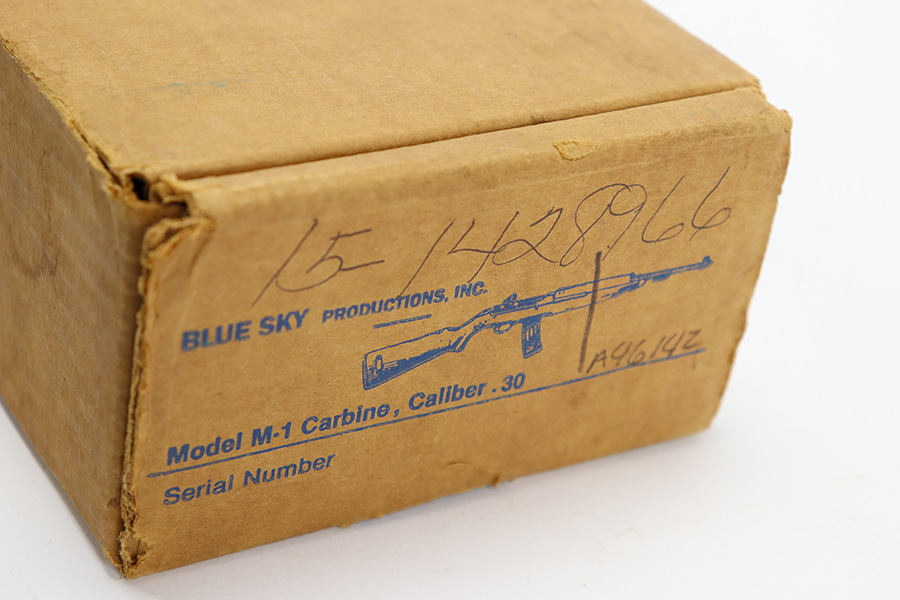 15-1428966
BLUE SKY PRODUCTIONS, INC.
A46142
Model M-1 Carbine, Caliber .30
Serial Number